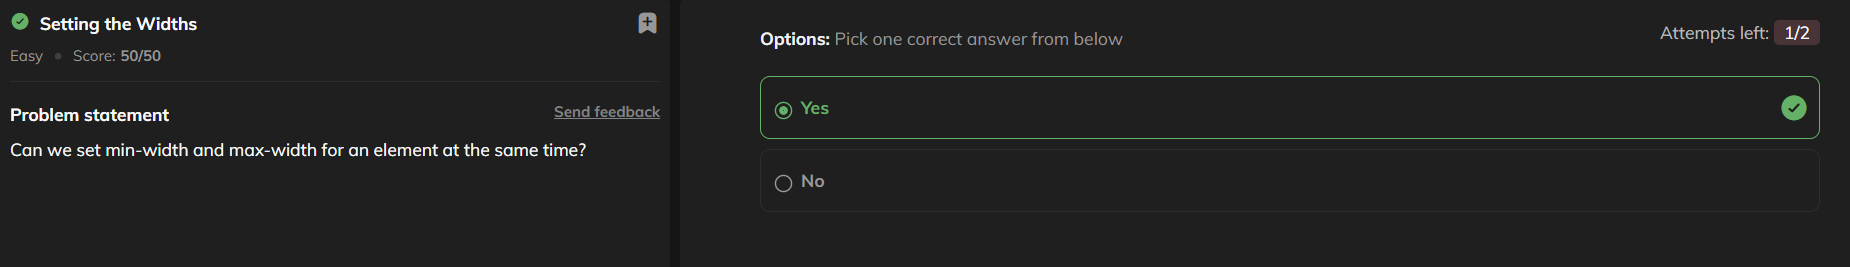 Setting the Widths
Easy • Score: 50/50
Problem statement
Send feedback
Can we set min-width and max-width for an element at the same time?
Options: Pick one correct answer from below
Attempts left: 1/2
Yes
No